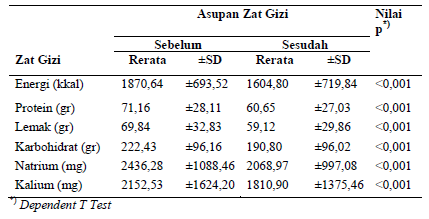 Asupan Zat Gizi Nilai
p*)
Sebelum Sesudah
Zat Gizi Rerata ±SD Rerata ±SD
Energi (kkal) 1870,64 ±693,52 1604,80 ±719,84 <0,001
Protein (gr) 71,16 ±28,11 60,65 ±27,03 <0,001
Lemak (gr) 69,84 ±32,83 59,12 ±29,86 <0,001
Karbohidrat (gr) 222,43 ±96,16 190,80 ±96,02 <0,001
Natrium (mg) 2436,28 ±1088,46 2068,97 ±997,08 <0,001
Kalium (mg) 2152,53 ±1624,20 1810,90 ±1375,46 <0,001
*) Dependent T Test